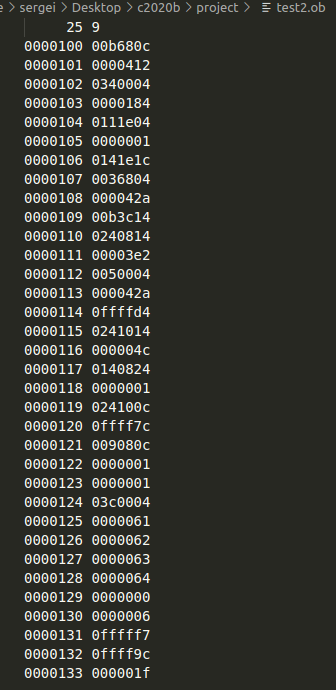 sergei > Desktop > c2020b > project > test2.ob
25 9
0000100 00b680c
0000101 0000412
0000102 0340004
0000103 0000184
0000104 0111e04
0000105 0000001
0000106 0141e1c
0000107 0036804
0000108 000042a
0000109 00b3c14
0000110 0240814
0000111 00003e2
0000112 0050004
0000113 000042a
0000114 0ffffd4
0000115 0241014
0000116 000004c
0000117 0140824
0000118 0000001
0000119 024100c
0000120 0ffff7c
0000121 009080c
0000122 0000001
0000123 0000001
0000124 03c0004
0000125 0000061
0000126 0000062
0000127 0000063
0000128 0000064
0000129 0000000
0000130 0000006
0000131 0fffff7
0000132 0ffff9c
0000133 000001f